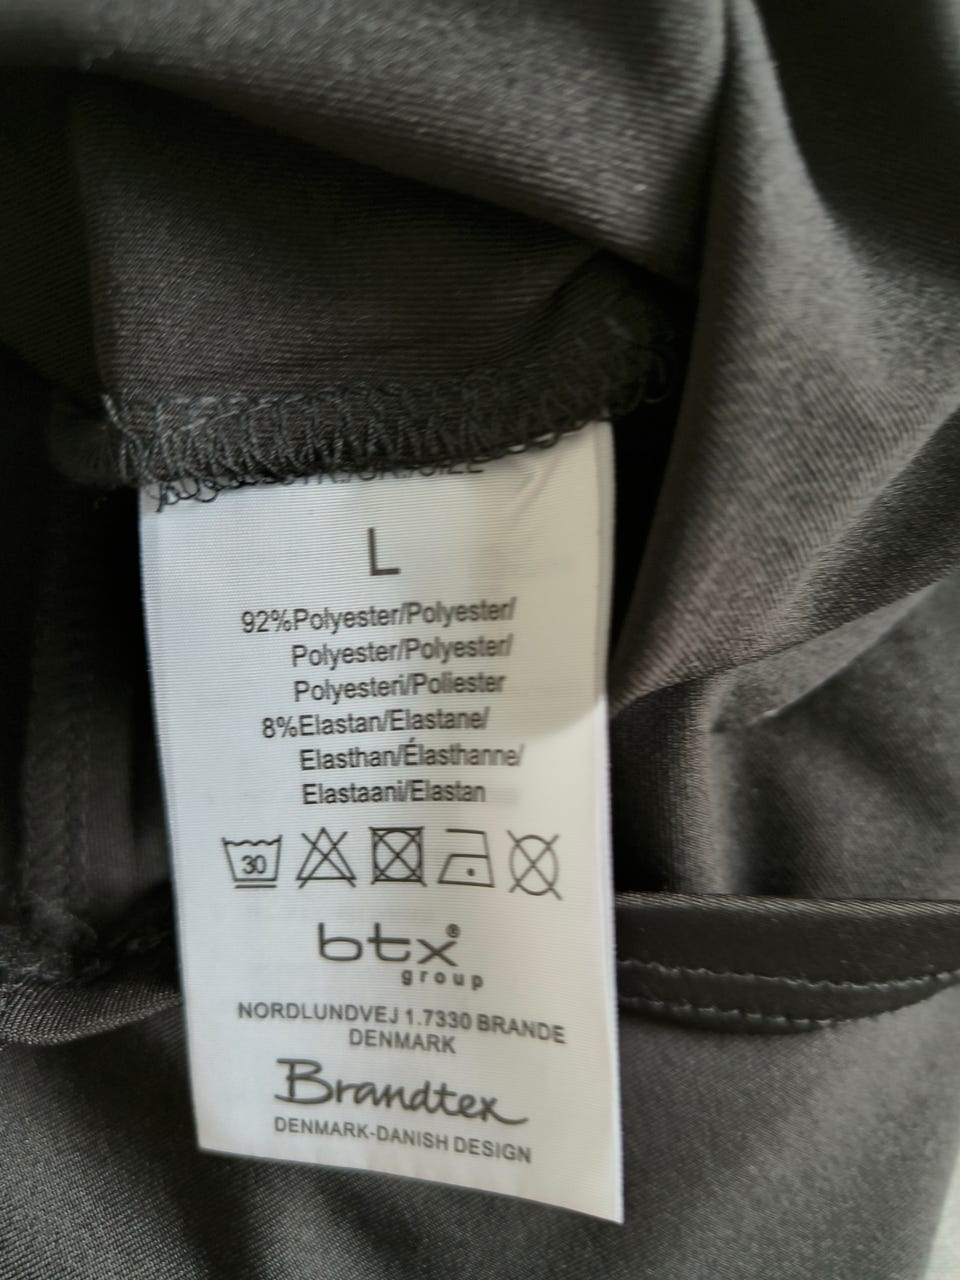 L
92%Polyester/Polyester/
Polyester/Polyester/
Polyesteri/Poliester
8%Elastan/Elastane/
Elasthan/Élasthanne/
Elastaani/Elastan
30
btx®
group
NORDLUNDVEJ 1.7330 BRANDE
DENMARK
Brandtex
DENMARK-DANISH DESIGN